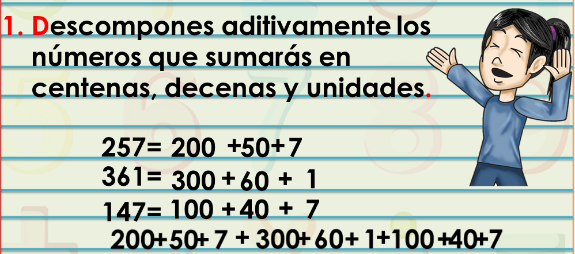 1. Descompones aditivamente los
números que sumarás en
centenas, decenas y unidades.
257= 200 +50+7
361= 300 + 60 + 1
147= 100 + 40 + 7
200+50+7 + 300+60+ 1+100+40+7